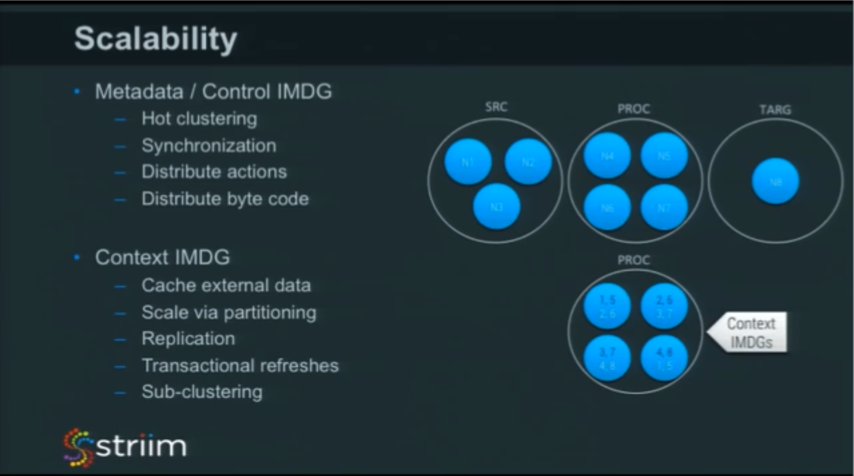 Scalability
• Metadata / Control IMDG
– Hot clustering
– Synchronization
– Distribute actions
– Distribute byte code
• Context IMDG
– Cache external data
– Scale via partitioning
– Replication
– Transactional refreshes
– Sub-clustering
SRC
PROC
TARG
N1
N2
N3
N4
N5
N6
N7
N8
PROC
1, 5
2, 6
2, 6
3, 7
3, 7
4, 8
4, 8
Context
IMDGs
striim